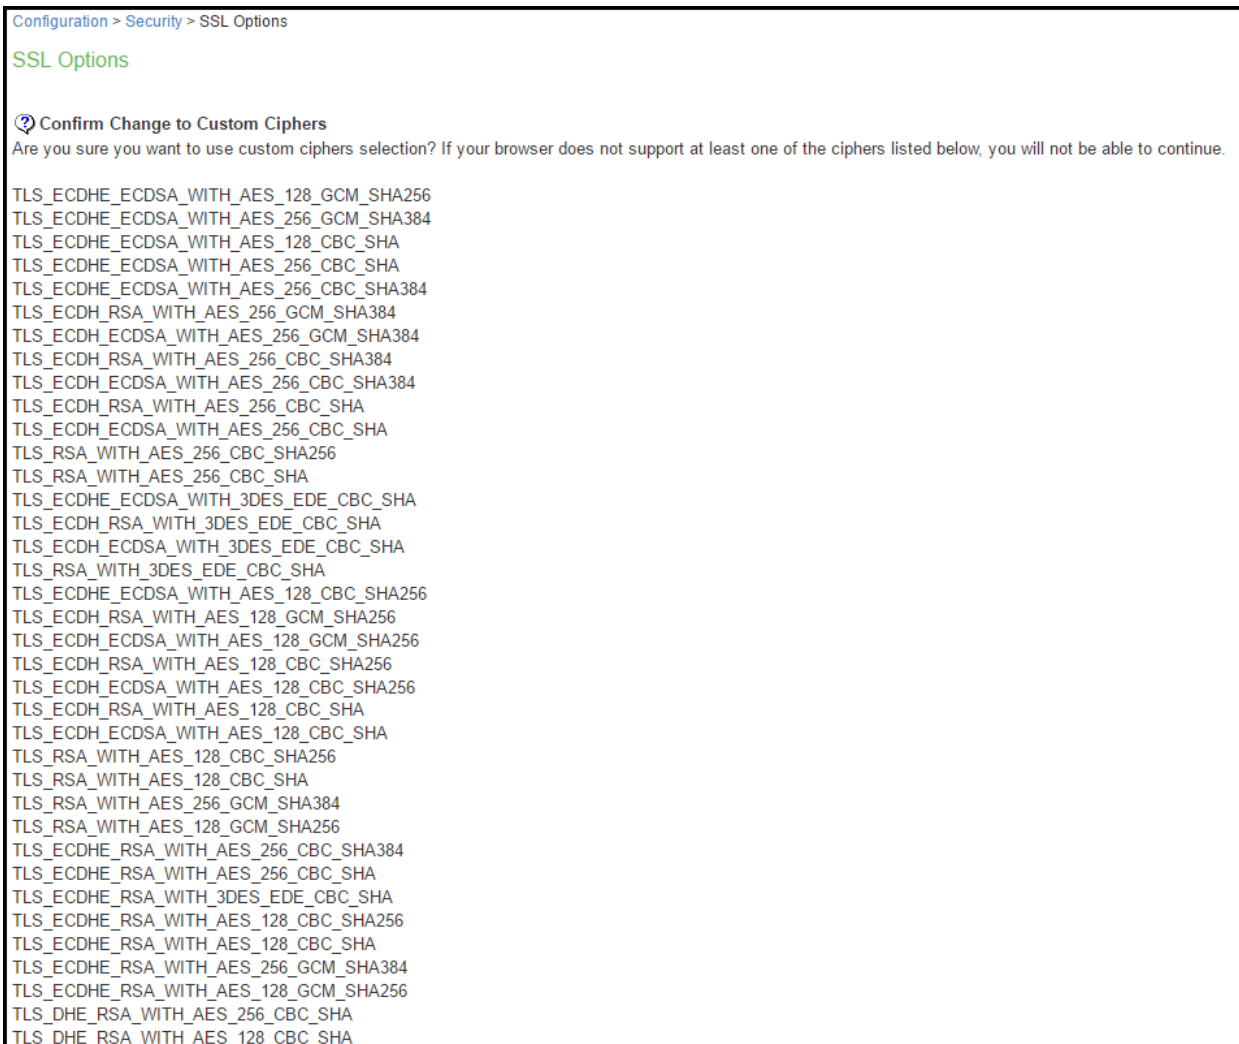 Configuration > Security > SSL Options
SSL Options
Confirm Change to Custom Ciphers
Are you sure you want to use custom ciphers selection? If your browser does not support at least one of the ciphers listed below, you will not be able to continue.
TLS_ECDHE_ECDSA_WITH_AES_128_GCM_SHA256
TLS_ECDHE_ECDSA_WITH_AES_256_GCM_SHA384
TLS_ECDHE_ECDSA_WITH_AES_128_CBC_SHA
TLS_ECDHE_ECDSA_WITH_AES_256_CBC_SHA
TLS_ECDHE_ECDSA_WITH_AES_256_CBC_SHA384
TLS_ECDH_RSA_WITH_AES_256_GCM_SHA384
TLS_ECDH_ECDSA_WITH_AES_256_GCM_SHA384
TLS_ECDH_RSA_WITH_AES_256_CBC_SHA384
TLS_ECDH_ECDSA_WITH_AES_256_CBC_SHA384
TLS_ECDH_RSA_WITH_AES_256_CBC_SHA
TLS_ECDH_ECDSA_WITH_AES_256_CBC_SHA
TLS_RSA_WITH_AES_256_CBC_SHA256
TLS_RSA_WITH_AES_256_CBC_SHA
TLS_ECDHE_ECDSA_WITH_3DES_EDE_CBC_SHA
TLS_ECDH_RSA_WITH_3DES_EDE_CBC_SHA
TLS_ECDH_ECDSA_WITH_3DES_EDE_CBC_SHA
TLS_RSA_WITH_3DES_EDE_CBC_SHA
TLS_ECDHE_ECDSA_WITH_AES_128_CBC_SHA256
TLS_ECDH_RSA_WITH_AES_128_GCM_SHA256
TLS_ECDH_ECDSA_WITH_AES_128_GCM_SHA256
TLS_ECDH_RSA_WITH_AES_128_CBC_SHA256
TLS_ECDH_ECDSA_WITH_AES_128_CBC_SHA256
TLS_ECDH_RSA_WITH_AES_128_CBC_SHA
TLS_ECDH_ECDSA_WITH_AES_128_CBC_SHA
TLS_RSA_WITH_AES_128_CBC_SHA256
TLS_RSA_WITH_AES_128_CBC_SHA
TLS_RSA_WITH_AES_256_GCM_SHA384
TLS_RSA_WITH_AES_128_GCM_SHA256
TLS_ECDHE_RSA_WITH_AES_256_CBC_SHA384
TLS_ECDHE_RSA_WITH_AES_256_CBC_SHA
TLS_ECDHE_RSA_WITH_3DES_EDE_CBC_SHA
TLS_ECDHE_RSA_WITH_AES_128_CBC_SHA256
TLS_ECDHE_RSA_WITH_AES_128_CBC_SHA
TLS_ECDHE_RSA_WITH_AES_256_GCM_SHA384
TLS_ECDHE_RSA_WITH_AES_128_GCM_SHA256
TLS_DHE_RSA_WITH_AES_256_CBC_SHA
TLS_DHE_RSA_WITH_AES_128_CBC_SHA